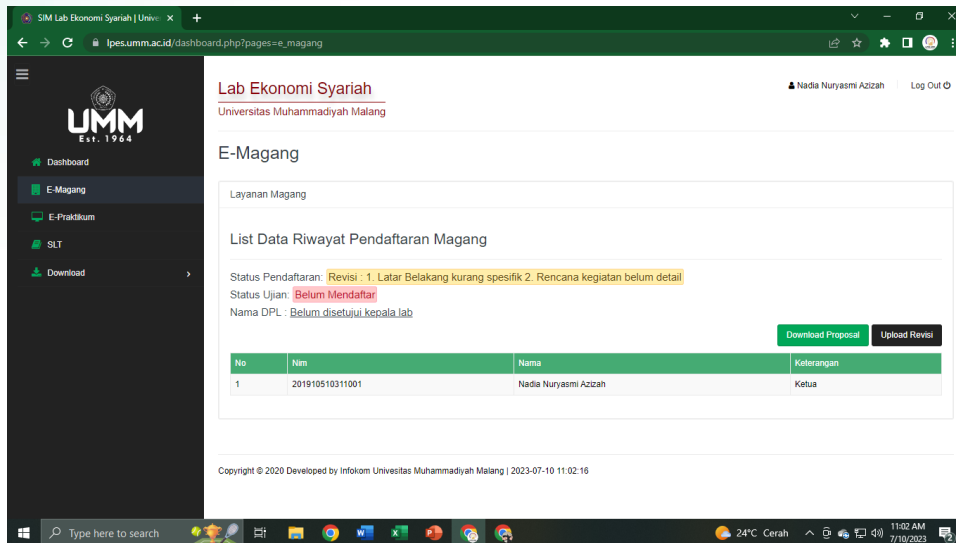 SIM Lab Ekonomi Syariah | Unive
lpes.umm.ac.id/dashboard.php?pages=e_magang
UMM
Est. 1964
Dashboard
E-Magang
E-Praktikum
SLT
Download
Lab Ekonomi Syariah
Universitas Muhammadiyah Malang
Nadia Nuryasmi Azizah
Log Out
E-Magang
Layanan Magang
List Data Riwayat Pendaftaran Magang
Status Pendaftaran: Revisi : 1. Latar Belakang kurang spesifik 2. Rencana kegiatan belum detail
Status Ujian: Belum Mendaftar
Nama DPL : Belum disetujui kepala lab
Download Proposal Upload Revisi
No Nim Nama Keterangan
1 201910510311001 Nadia Nuryasmi Azizah Ketua
Copyright © 2020 Developed by Infokom Univesitas Muhammadiyah Malang | 2023-07-10 11:02:16
Type here to search
24°C Cerah
11:02 AM
7/10/2023
2